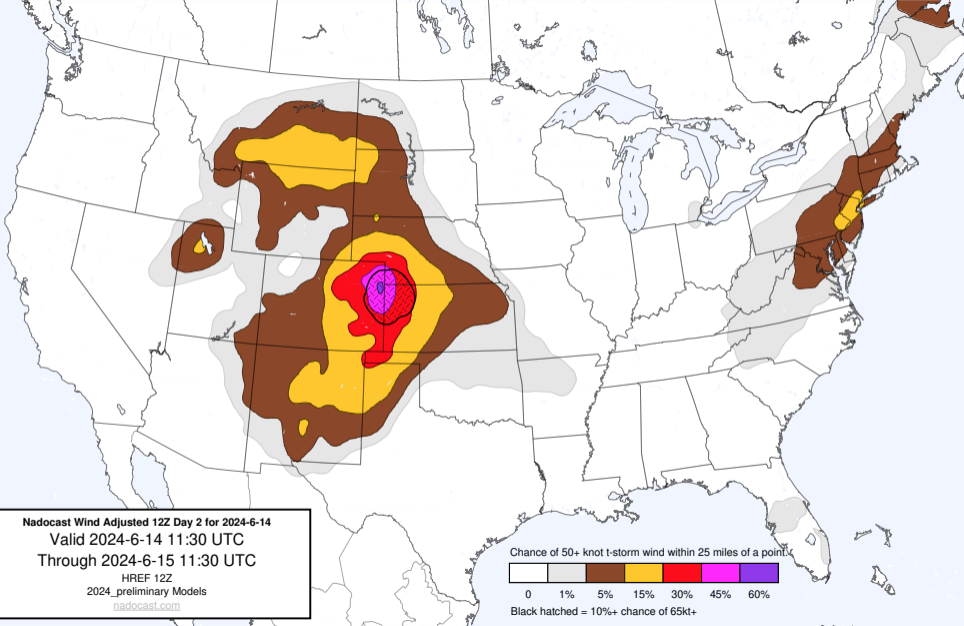 Nadocast Wind Adjusted 12Z Day 2 for 2024-6-14
Valid 2024-6-14 11:30 UTC
Through 2024-6-15 11:30 UTC
HREF 12Z
2024_preliminary Models
nadocast.com
Chance of 50+ knot t-storm wind within 25 miles of a point.
0 1% 5% 15% 30% 45% 60%
Black hatched = 10%+ chance of 65kt+